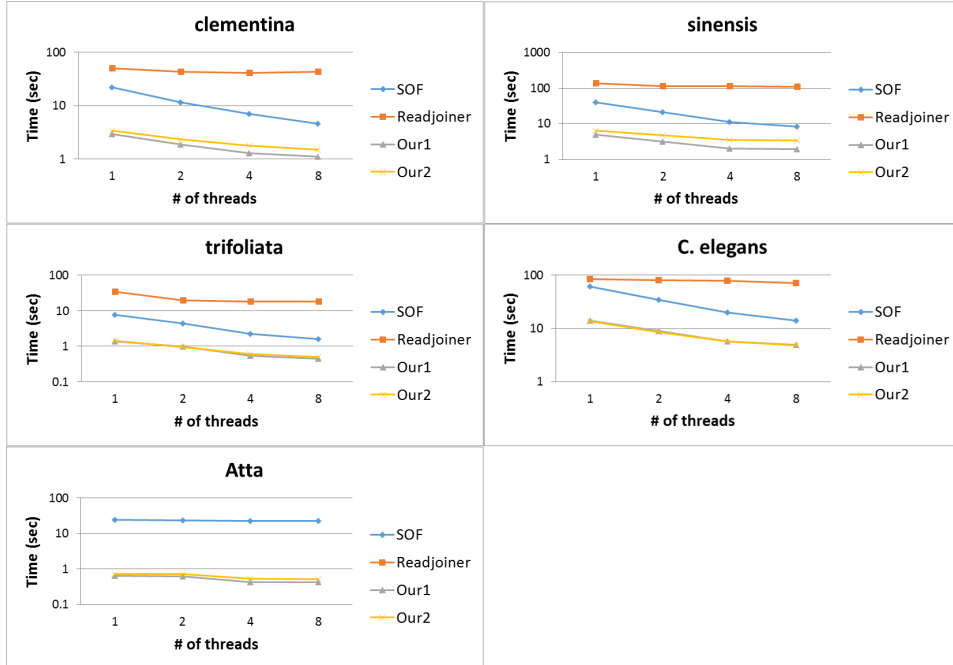 clementina
100
10
1
Time (sec)
1 2 4 8
# of threads
SOF
Readjoiner
Our1
Our2
sinensis
1000
100
10
1
Time (sec)
1 2 4 8
# of threads
SOF
Readjoiner
Our1
Our2
trifoliata
100
10
1
0.1
Time (sec)
1 2 4 8
# of threads
SOF
Readjoiner
Our1
Our2
C. elegans
100
10
1
Time (sec)
1 2 4 8
# of threads
SOF
Readjoiner
Our1
Our2
Atta
100
10
1
0.1
Time (sec)
1 2 4 8
# of threads
SOF
Readjoiner
Our1
Our2